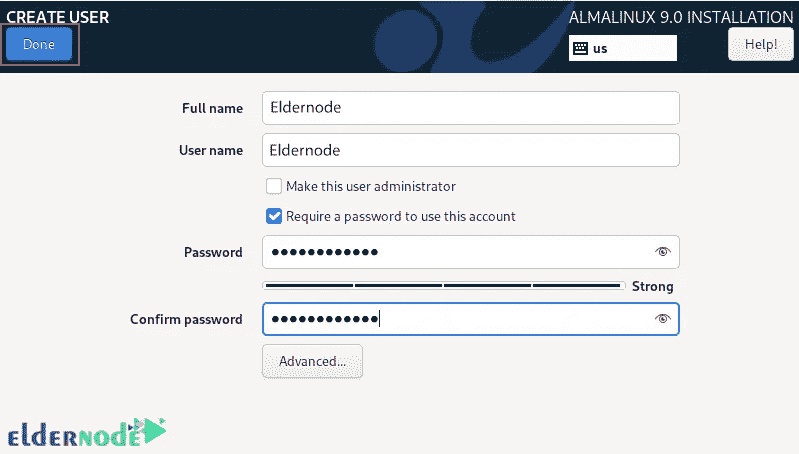 CREATE USER
ALMALINUX 9.0 INSTALLATION
Done
us
Help!
Full name
Eldernode
User name
Eldernode
Make this user administrator
Require a password to use this account
Password
••••••••••••
Strong
Confirm password
••••••••••••
Advanced...
eldernode